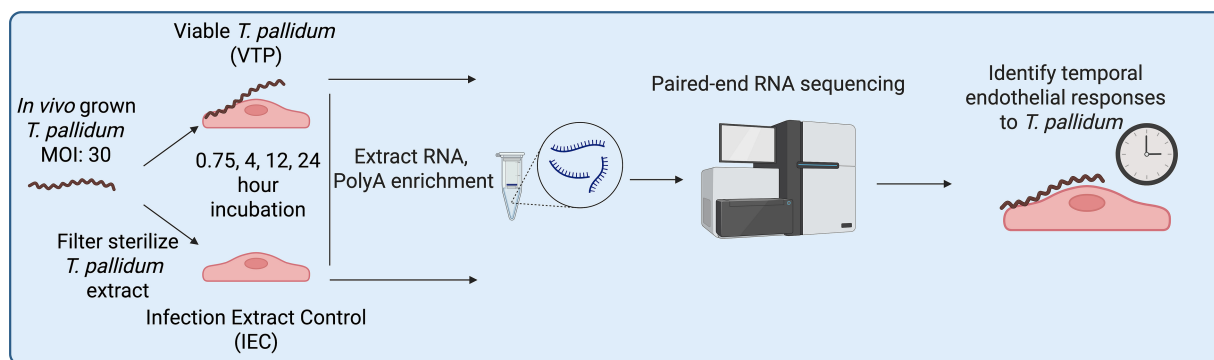 Viable T. pallidum
(VTP)
In vivo grown
T. pallidum
MOI: 30
0.75, 4, 12, 24
hour
incubation
Filter sterilize
T. pallidum
extract
Infection Extract Control
(IEC)
Extract RNA,
PolyA enrichment
Paired-end RNA sequencing
Identify temporal
endothelial responses
to T. pallidum